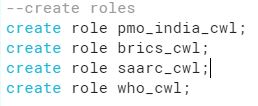 --create roles
create role pmo_india_cwl;
create role brics_cwl;
create role saarc_cwl;
create role who_cwl;